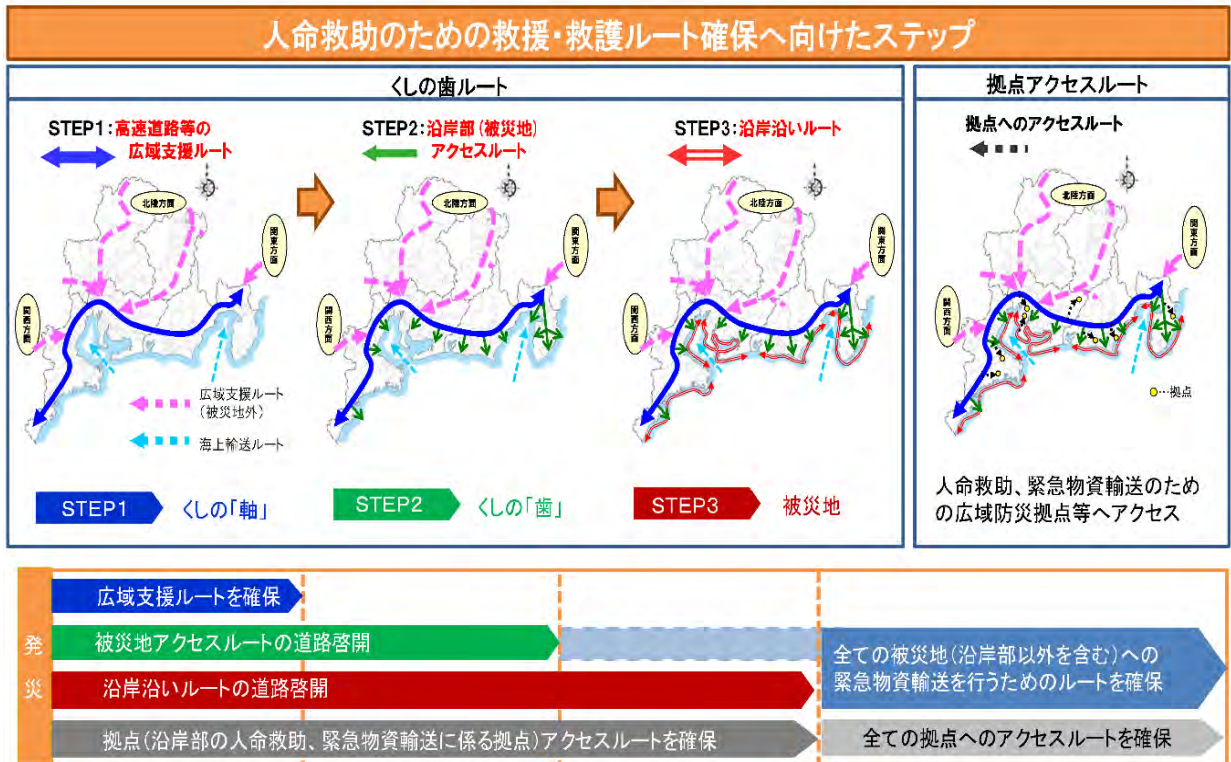 人命救助のための救援・救護ルート確保へ向けたステップ
くしの歯ルート
STEP1:高速道路等の
広域支援ルート
北陸方面
関東方面
関西方面
広域支援ルート
(被災地外)
海上輸送ルート
STEP1
くしの「軸」
STEP2:沿岸部(被災地)
アクセスルート
北陸方面
関東方面
関西方面
STEP2
くしの「歯」
STEP3:沿岸沿いルート
北陸方面
関東方面
関西方面
STEP3
被災地
拠点アクセスルート
拠点へのアクセスルート
北陸方面
関東方面
関西方面
…拠点
人命救助、緊急物資輸送のため
の広域防災拠点等へアクセス
発災
広域支援ルートを確保
被災地アクセスルートの道路啓開
沿岸沿いルートの道路啓開
拠点(沿岸部の人命救助、緊急物資輸送に係る拠点)アクセスルートを確保
全ての被災地(沿岸部以外を含む)への
緊急物資輸送を行うためのルートを確保
全ての拠点へのアクセスルートを確保